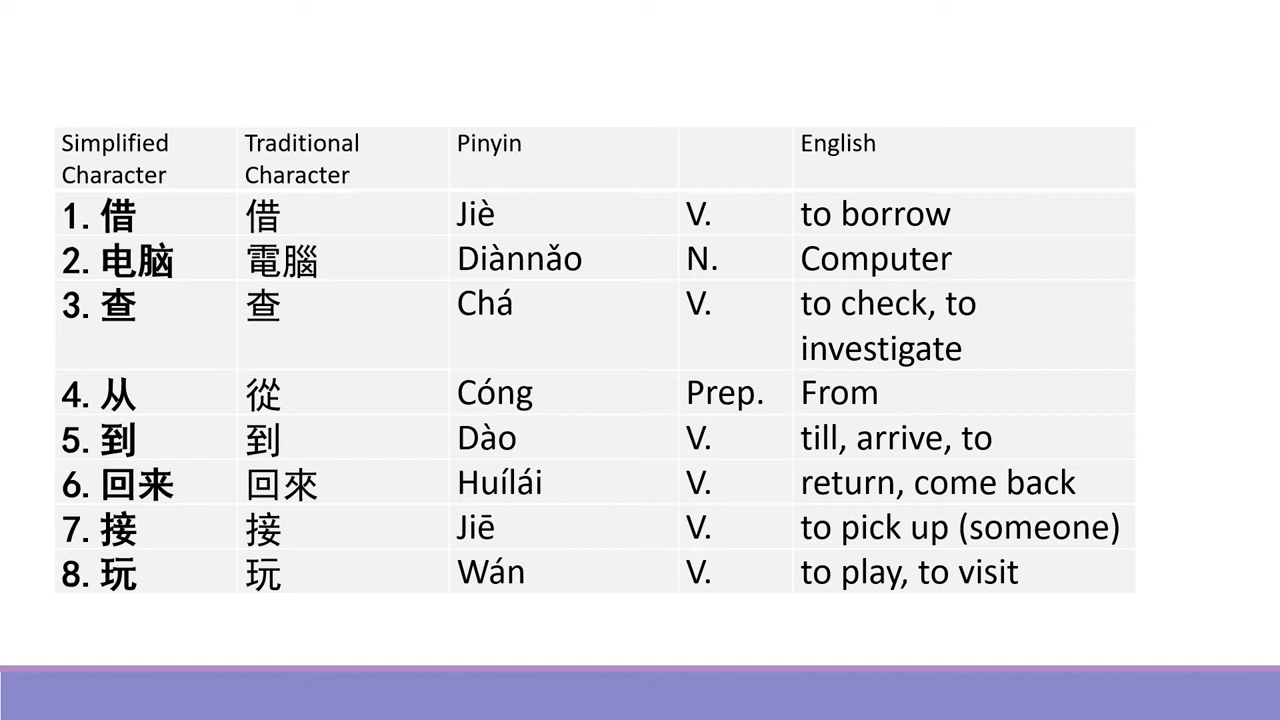 Simplified Character Traditional Character Pinyin English
1. 借 借 Jiè V. to borrow
2. 电脑 電腦 Diànnǎo N. Computer
3. 查 查 Chá V. to check, to
investigate
4. 从 從 Cóng Prep. From
5. 到 到 Dào V. till, arrive, to
6. 回来 回來 Huílái V. return, come back
7. 接 接 Jiē V. to pick up (someone)
8. 玩 玩 Wán V. to play, to visit